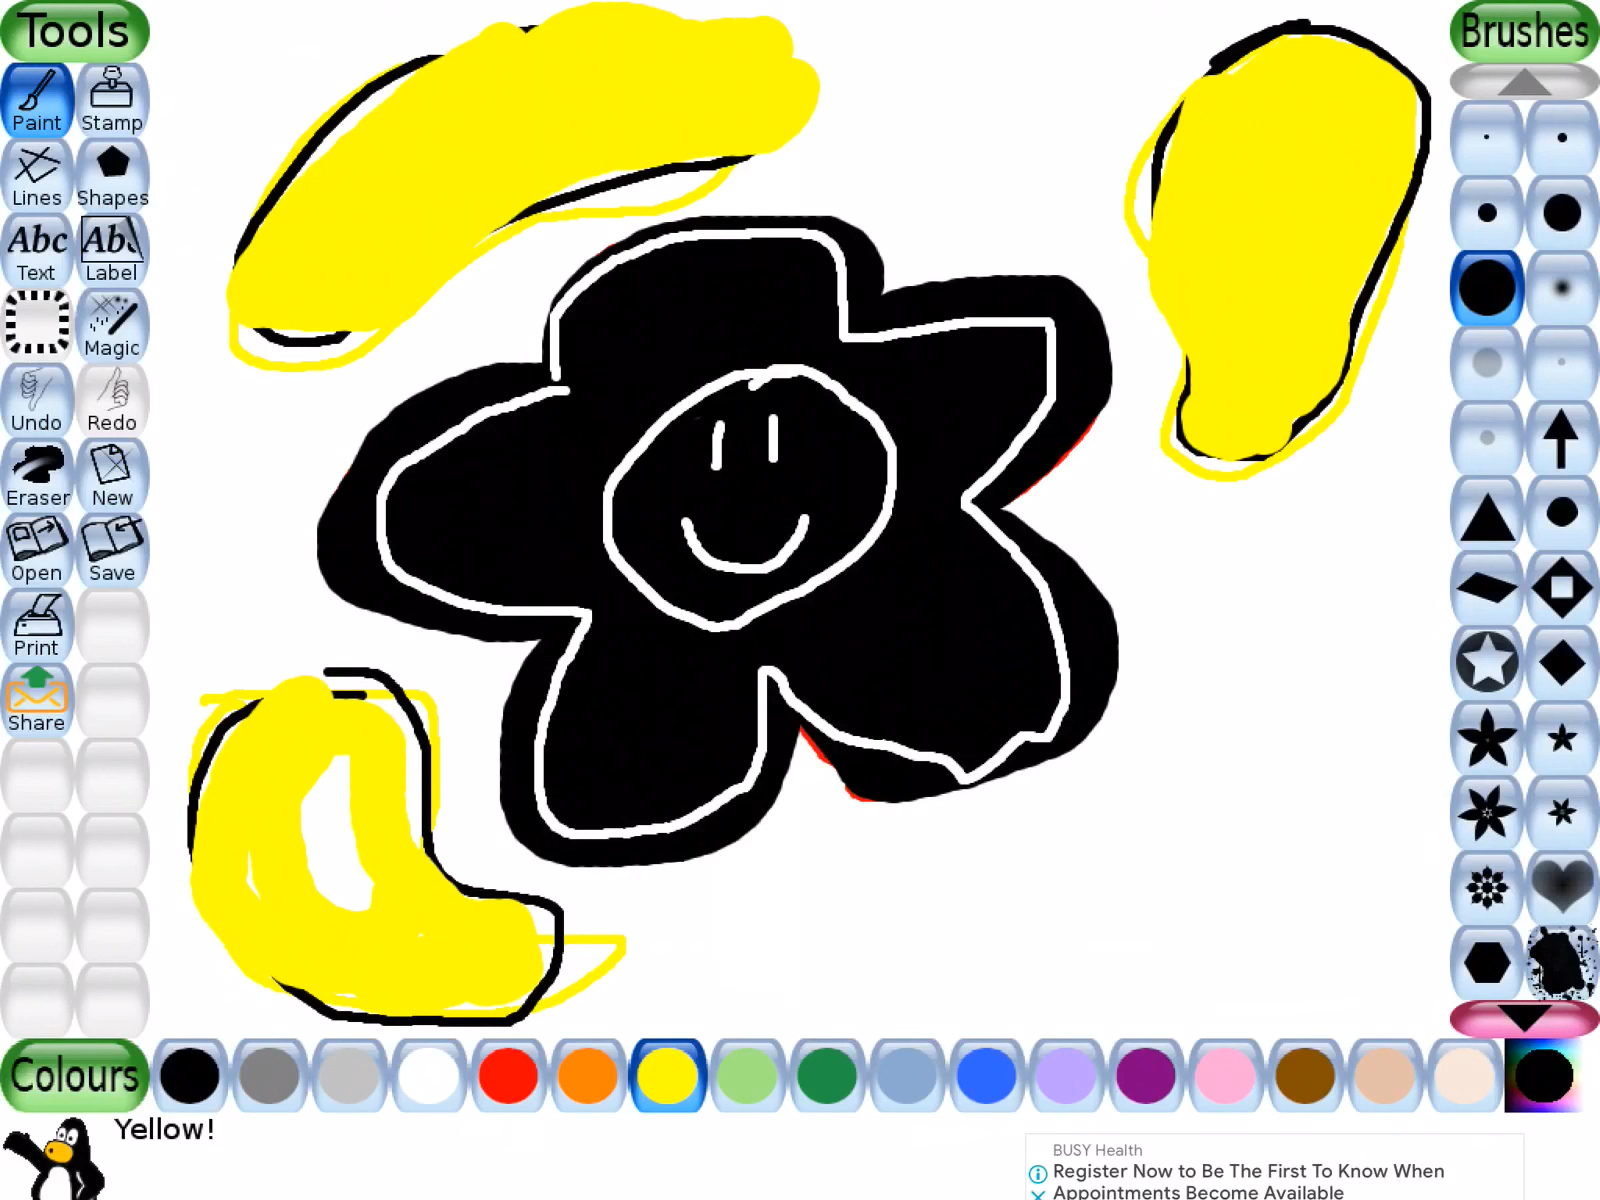 Tools
Brushes
Paint
Stamp
Lines
Shapes
Abc
Abc
Text
Label
Magic
Undo
Redo
Eraser
New
Open
Save
Print
Share
Colours
Yellow!
BUSY Health
Register Now to Be The First To Know When
Appointments Become Available